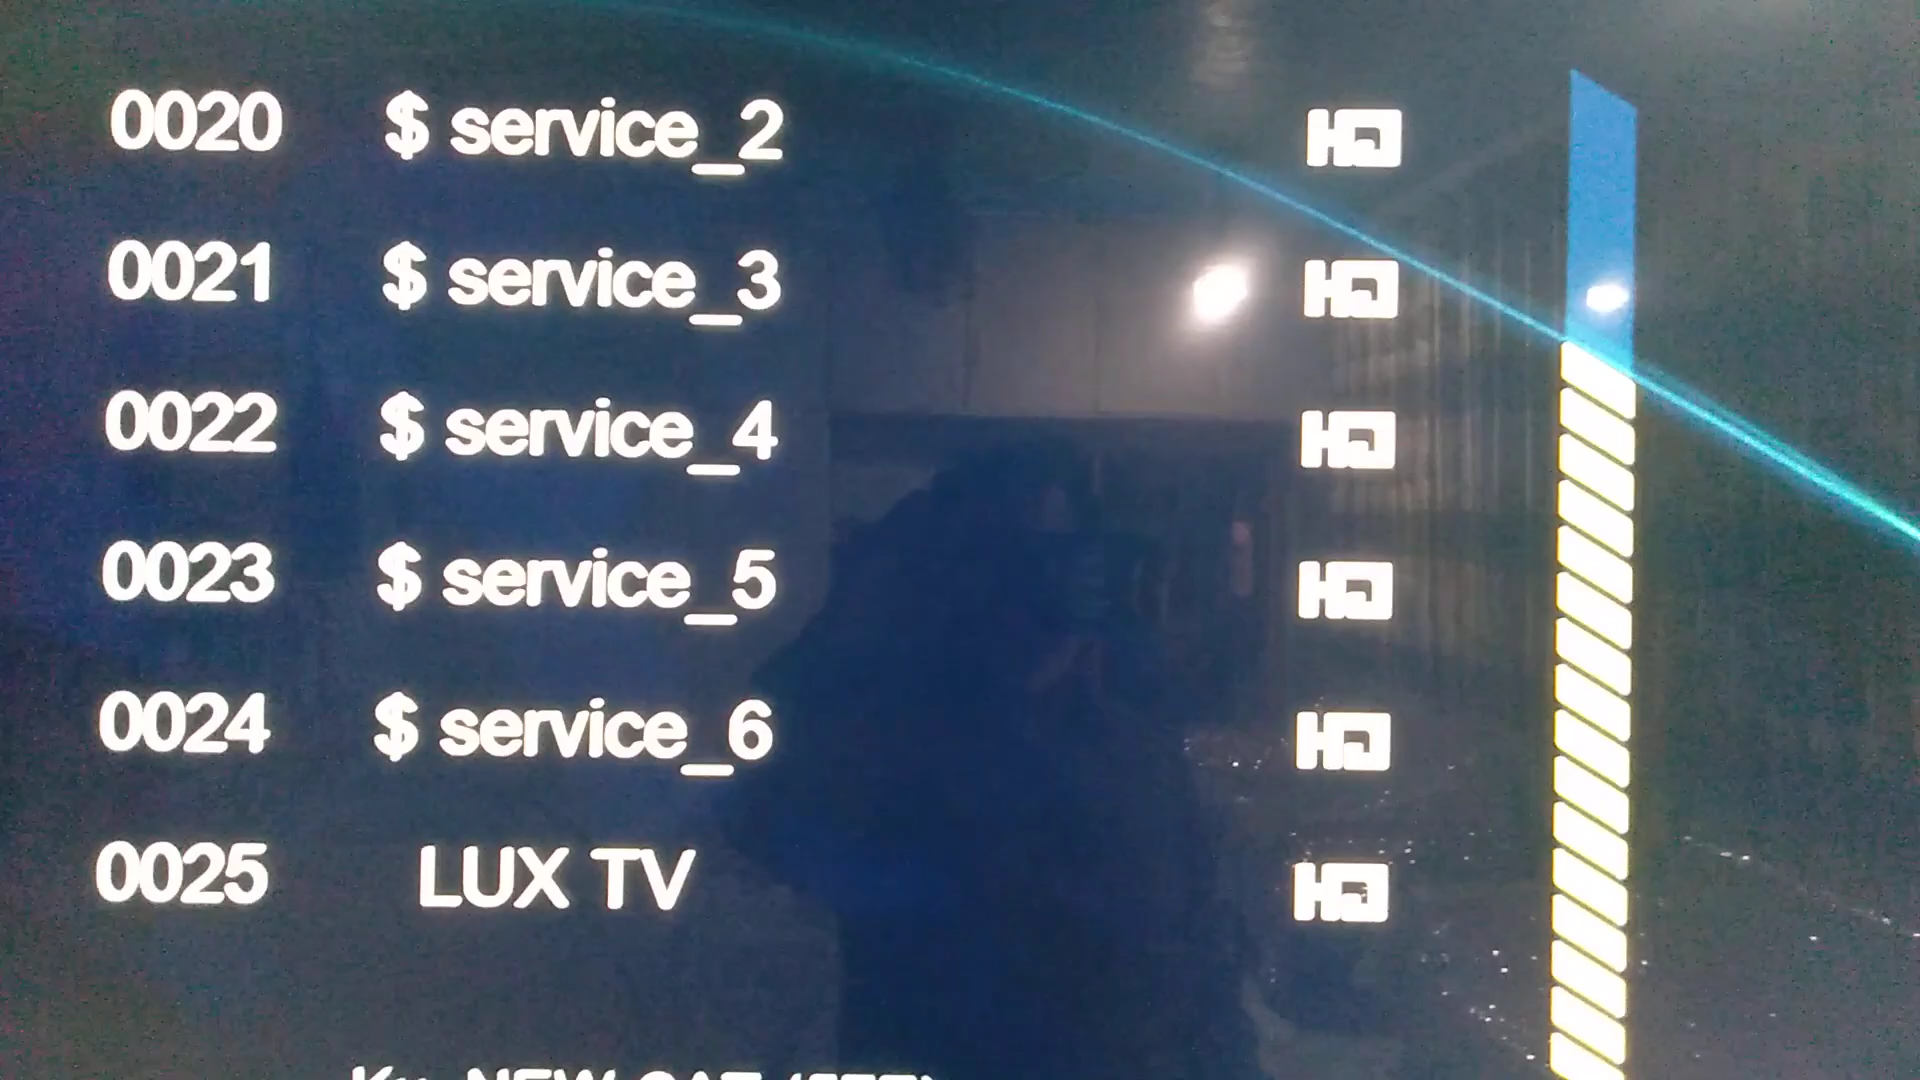 0020 $ service_2 HD
0021 $ service_3 HD
0022 $ service_4 HD
0023 $ service_5 HD
0024 $ service_6 HD
0025 LUX TV HD